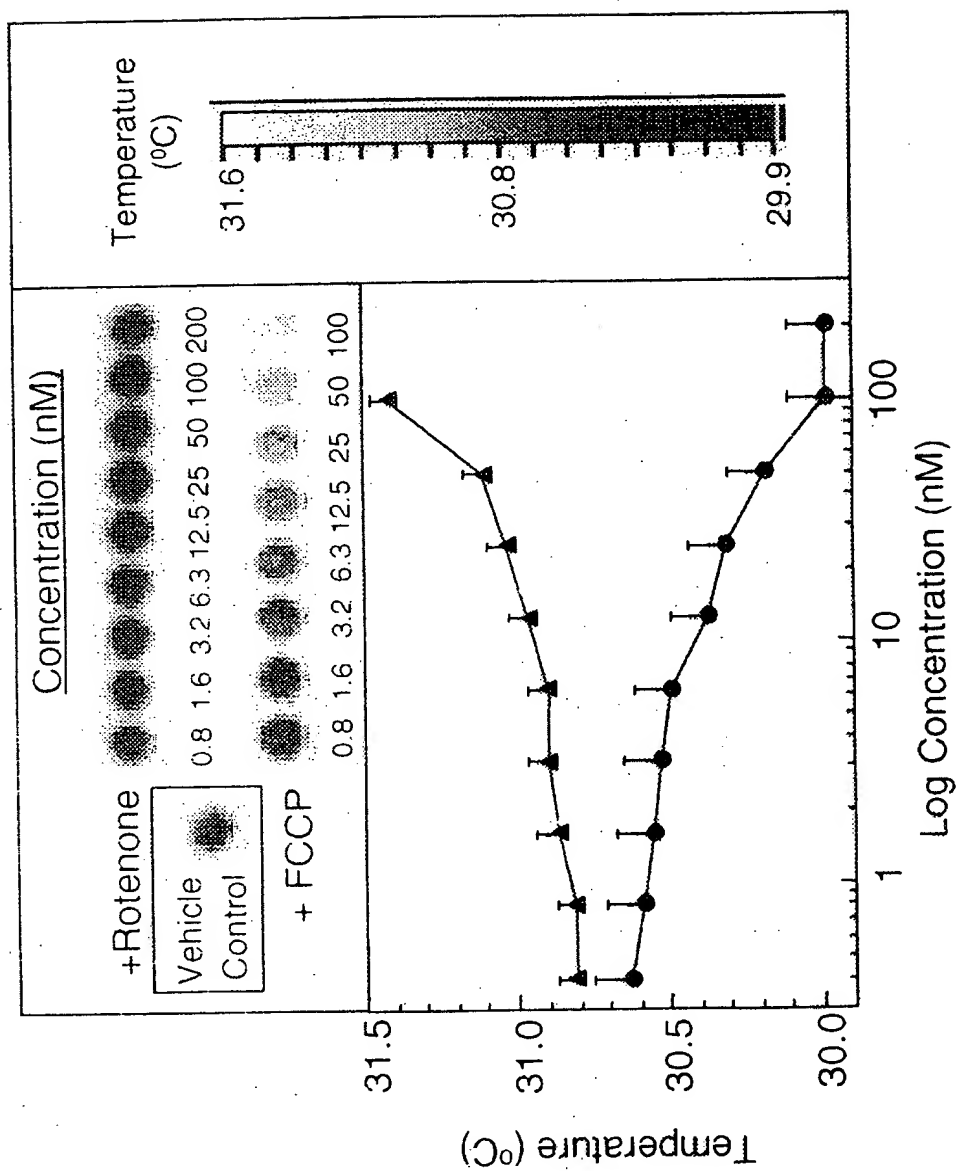 Concentration (nM)
+Rotenone
0.8 1.6 3.2 6.3 12.5 25 50 100 200
Vehicle
Control
+ FCCP
0.8 1.6 3.2 6.3 12.5 25 50 100
Temperature
(⁰C)
31.6
30.8
29.9
Temperature (⁰C)
31.5
31.0
30.5
30.0
1 10 100
Log Concentration (nM)